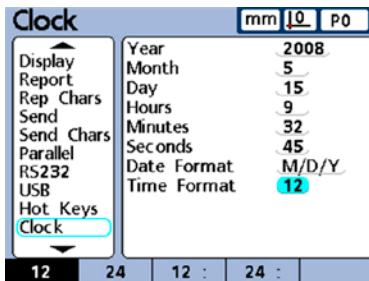 Clock mm 0 P0
Display
Report
Rep Chars
Send
Send Chars
Parallel
RS232
USB
Hot Keys
Clock
Year 2008
Month 5
Day 15
Hours 9
Minutes 32
Seconds 45
Date Format M/D/Y
Time Format 12
12 24 12 : 24 :